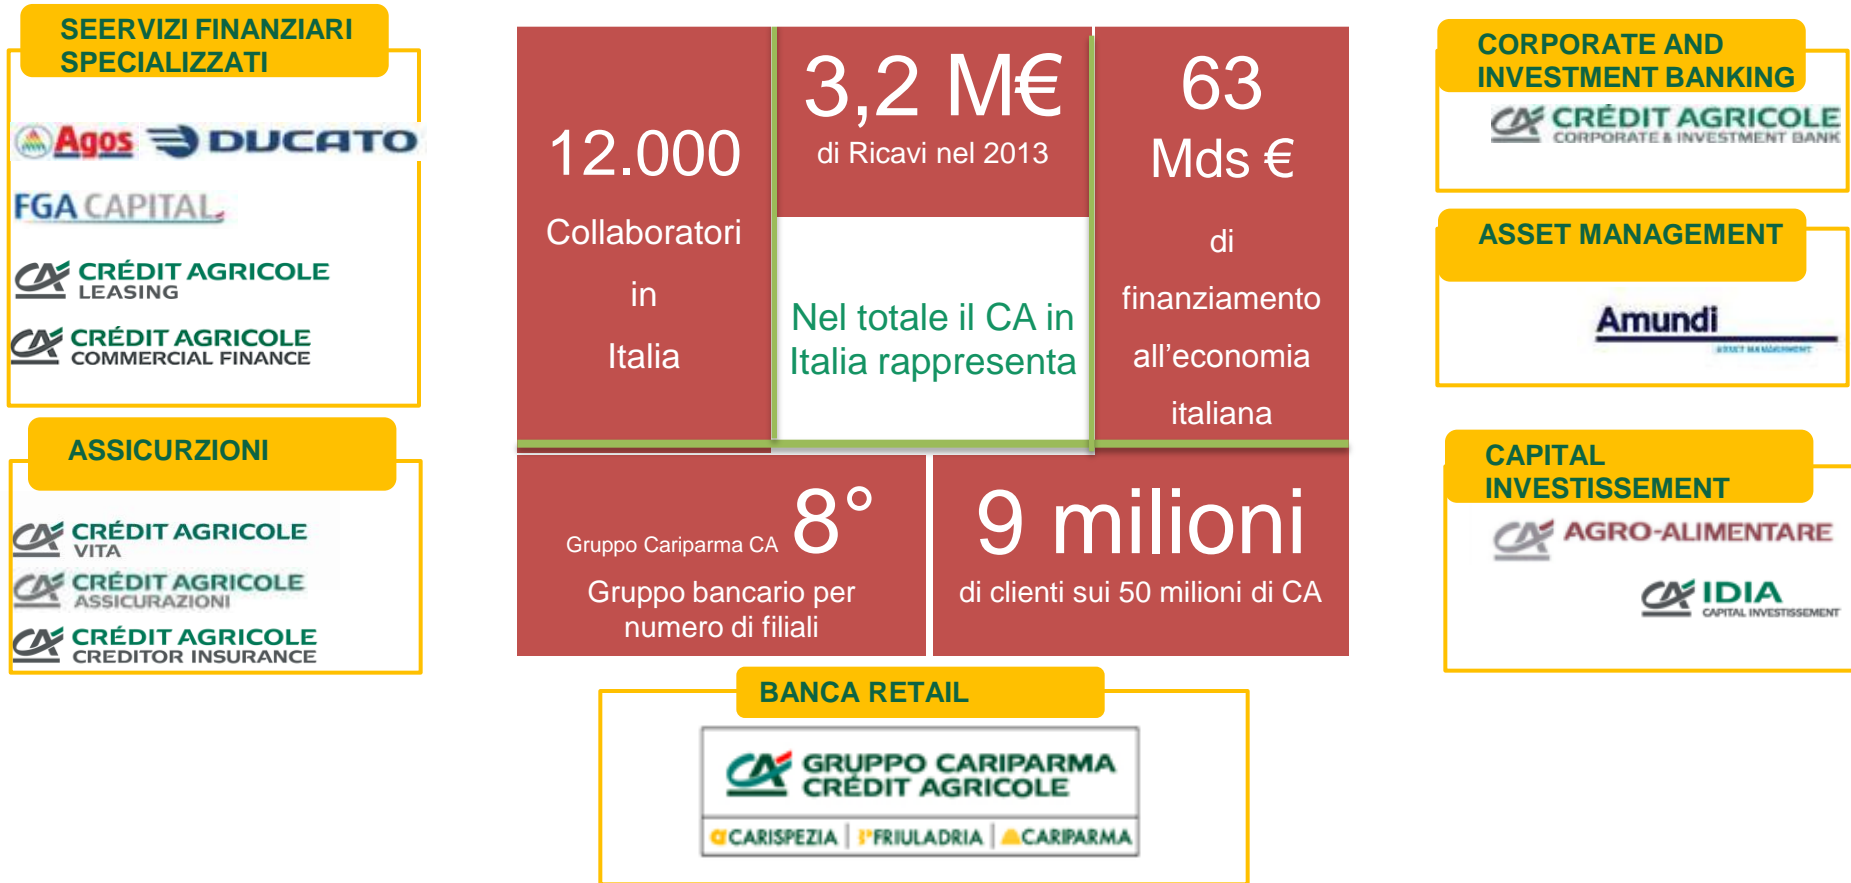 SEERVIZI FINANZIARI
SPECIALIZZATI
Agos DUCATO
FGA CAPITAL
CRÉDIT AGRICOLE
LEASING
CRÉDIT AGRICOLE
COMMERCIAL FINANCE
ASSICURZIONI
CRÉDIT AGRICOLE
VITA
CRÉDIT AGRICOLE
ASSICURAZIONI
CRÉDIT AGRICOLE
CREDITOR INSURANCE
12.000
Collaboratori
in
Italia
3,2 M€
di Ricavi nel 2013
Nel totale il CA in
Italia rappresenta
63
Mds €
di
finanziamento
all’economia
italiana
Gruppo Cariparma CA 8°
Gruppo bancario per
numero di filiali
9 milioni
di clienti sui 50 milioni di CA
BANCA RETAIL
GRUPPO CARIPARMA
CRÉDIT AGRICOLE
CARISPEZIA FRIULADRIA CARIPARMA
CORPORATE AND
INVESTMENT BANKING
CRÉDIT AGRICOLE
CORPORATE & INVESTMENT BANK
ASSET MANAGEMENT
Amundi
ASSET MANAGEMENT
CAPITAL
INVESTISSEMENT
AGRO-ALIMENTARE
IDIA
CAPITAL INVESTISSEMENT